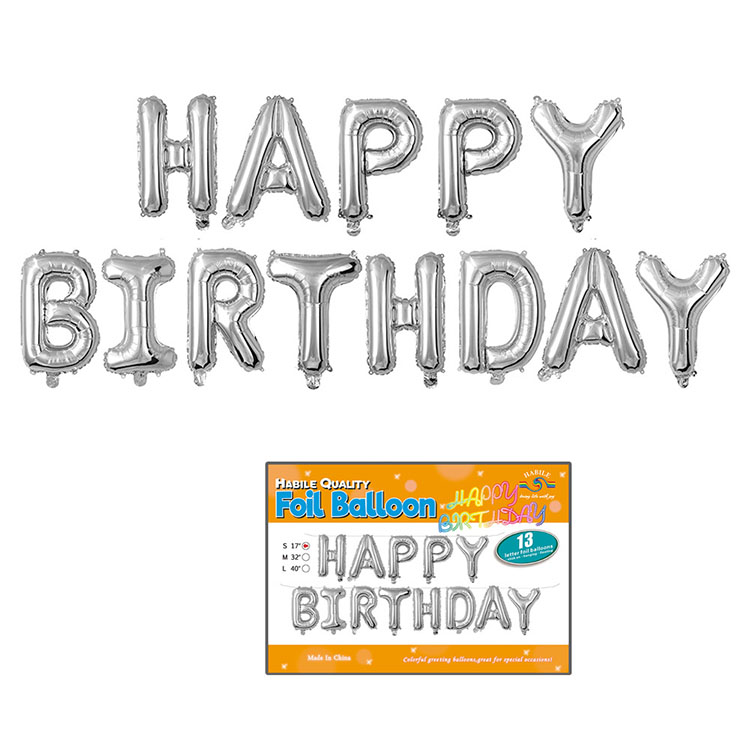 HAPPY
BIRTHDAY
HABILE QUALITY
Foil Balloon
HAPPY
BIRTHDAY
HABILE
S 17"
M 32"
L 40"
13
letter foil balloons
HAPPY
BIRTHDAY
Made In China
Colorful greeting balloons,great for special occasions!